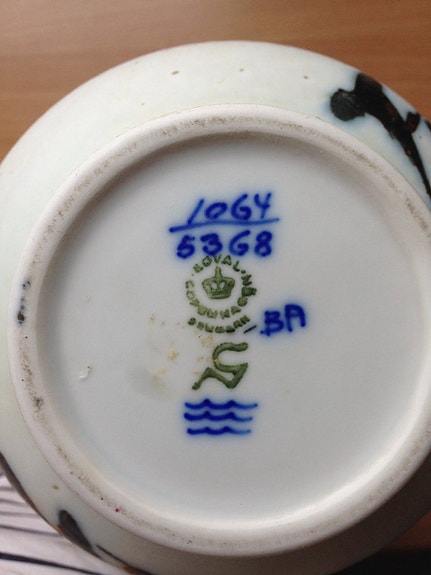 1064
5368
ROYAL COPENHAGEN
DENMARK
BA